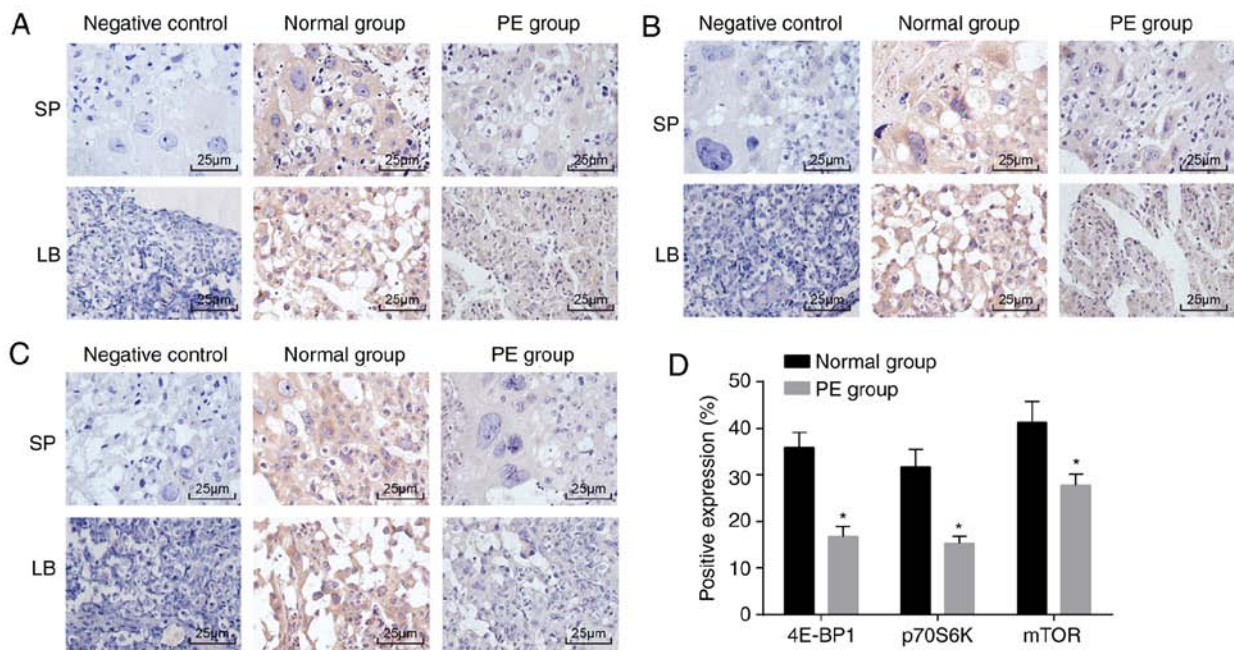 A
Negative control Normal group PE group
SP
25µm 25µm 25µm
LB
25µm 25µm 25µm
B
Negative control Normal group PE group
SP
25µm 25µm 25µm
LB
25µm 25µm 25µm
C
Negative control Normal group PE group
SP
25µm 25µm 25µm
LB
25µm 25µm 25µm
D
Normal group
PE group
Positive expression (%)
50
40
30
20
10
0
* * *
4E-BP1 p70S6K mTOR